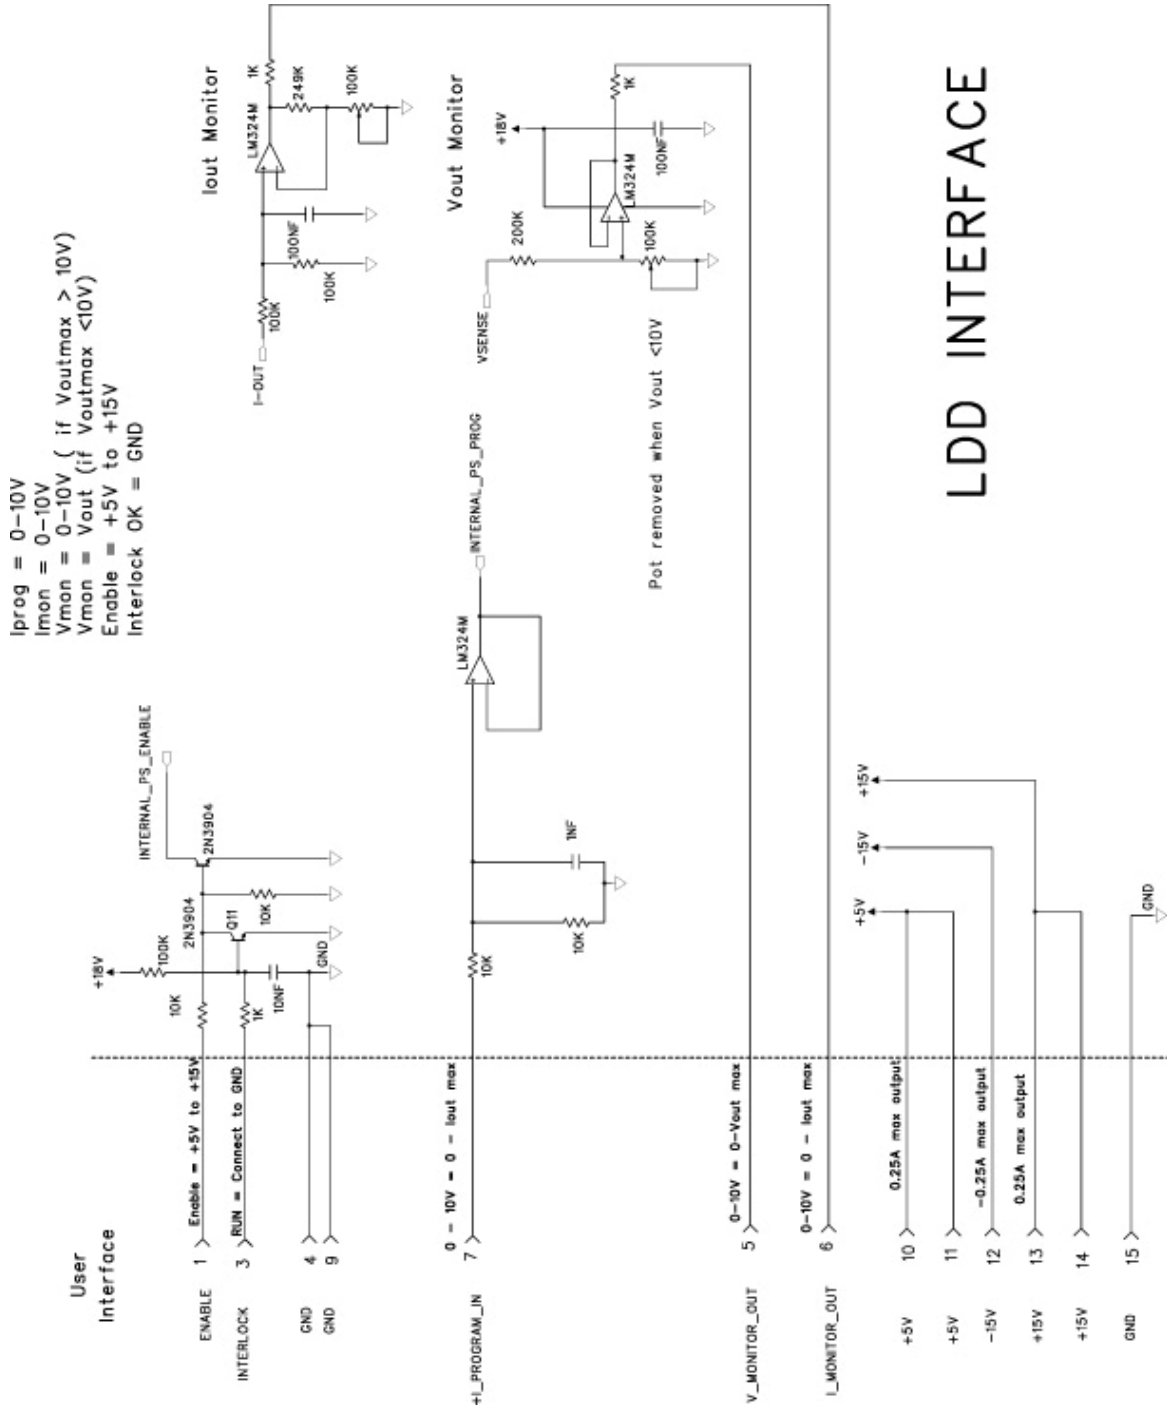 Iprog = 0-10V
Imon = 0-10V
Vmon = 0-10V ( if Voutmax > 10V)
Vmon = Vout (if Voutmax <10V)
Enable = +5V to +15V
Interlock OK = GND
Iout Monitor
1K
249K
100K
LM324M
100NF
100K
100K
I-OUT
Vout Monitor
+18V
1K
100NF
LM324M
200K
100K
VSENSE
Pot removed when Vout <10V
INTERNAL_PS_PROG
LM324M
1NF
10K
10K
INTERNAL_PS_ENABLE
2N3904
2N3904
Q11
10K
+18V
100K
10K
1K
10NF
GND
+5V
-15V
+15V
GND
LDD INTERFACE
User
Interface
ENABLE 1 Enable = +5V to +15V
INTERLOCK 3 RUN = Connect to GND
GND 4
GND 9
+I_PROGRAM_IN 7 0 - 10V = 0 - Iout max
V_MONITOR_OUT 5 0-10V = 0-Vout max
I_MONITOR_OUT 6 0-10V = 0 - Iout max
+5V 10 0.25A max output
+5V 11
-15V 12 -0.25A max output
+15V 13 0.25A max output
+15V 14
GND 15